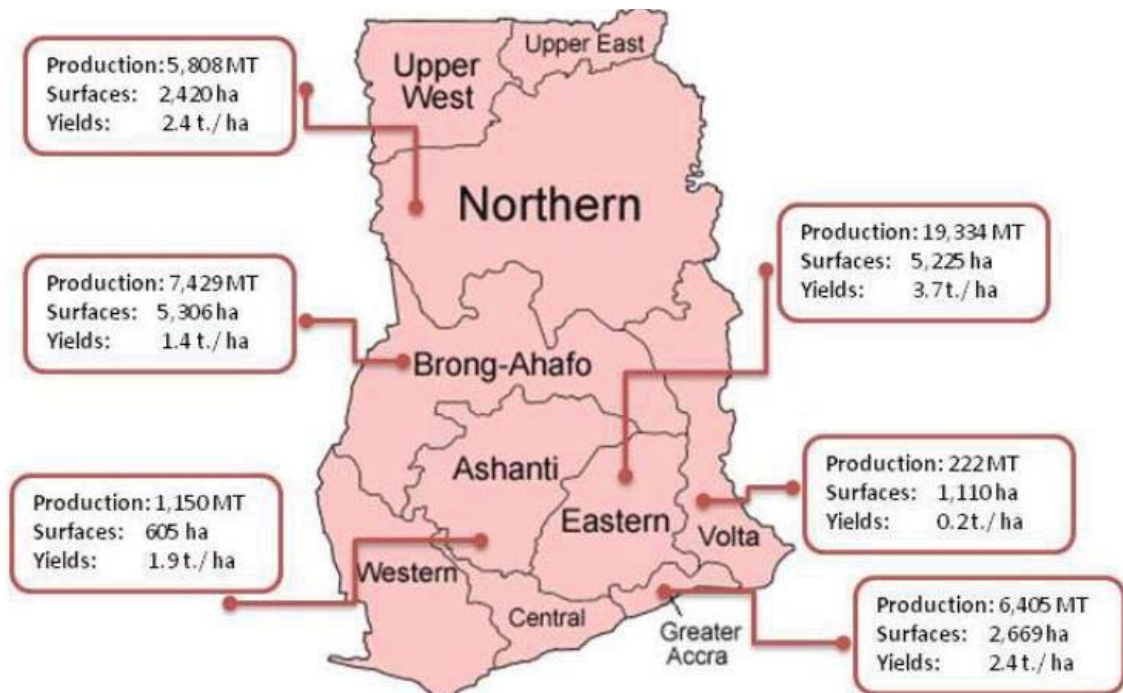 Upper East
Upper
West
Production: 5,808 MT
Surfaces: 2,420 ha
Yields: 2.4 t./ ha
Northern
Production: 19,334 MT
Surfaces: 5,225 ha
Yields: 3.7 t./ ha
Production: 7,429 MT
Surfaces: 5,306 ha
Yields: 1.4 t./ ha
Brong-Ahafo
Ashanti
Eastern
Production: 222 MT
Surfaces: 1,110 ha
Yields: 0.2 t./ ha
Volta
Production: 1,150 MT
Surfaces: 605 ha
Yields: 1.9 t./ ha
Western
Central
Greater
Accra
Production: 6,405 MT
Surfaces: 2,669 ha
Yields: 2.4 t./ ha